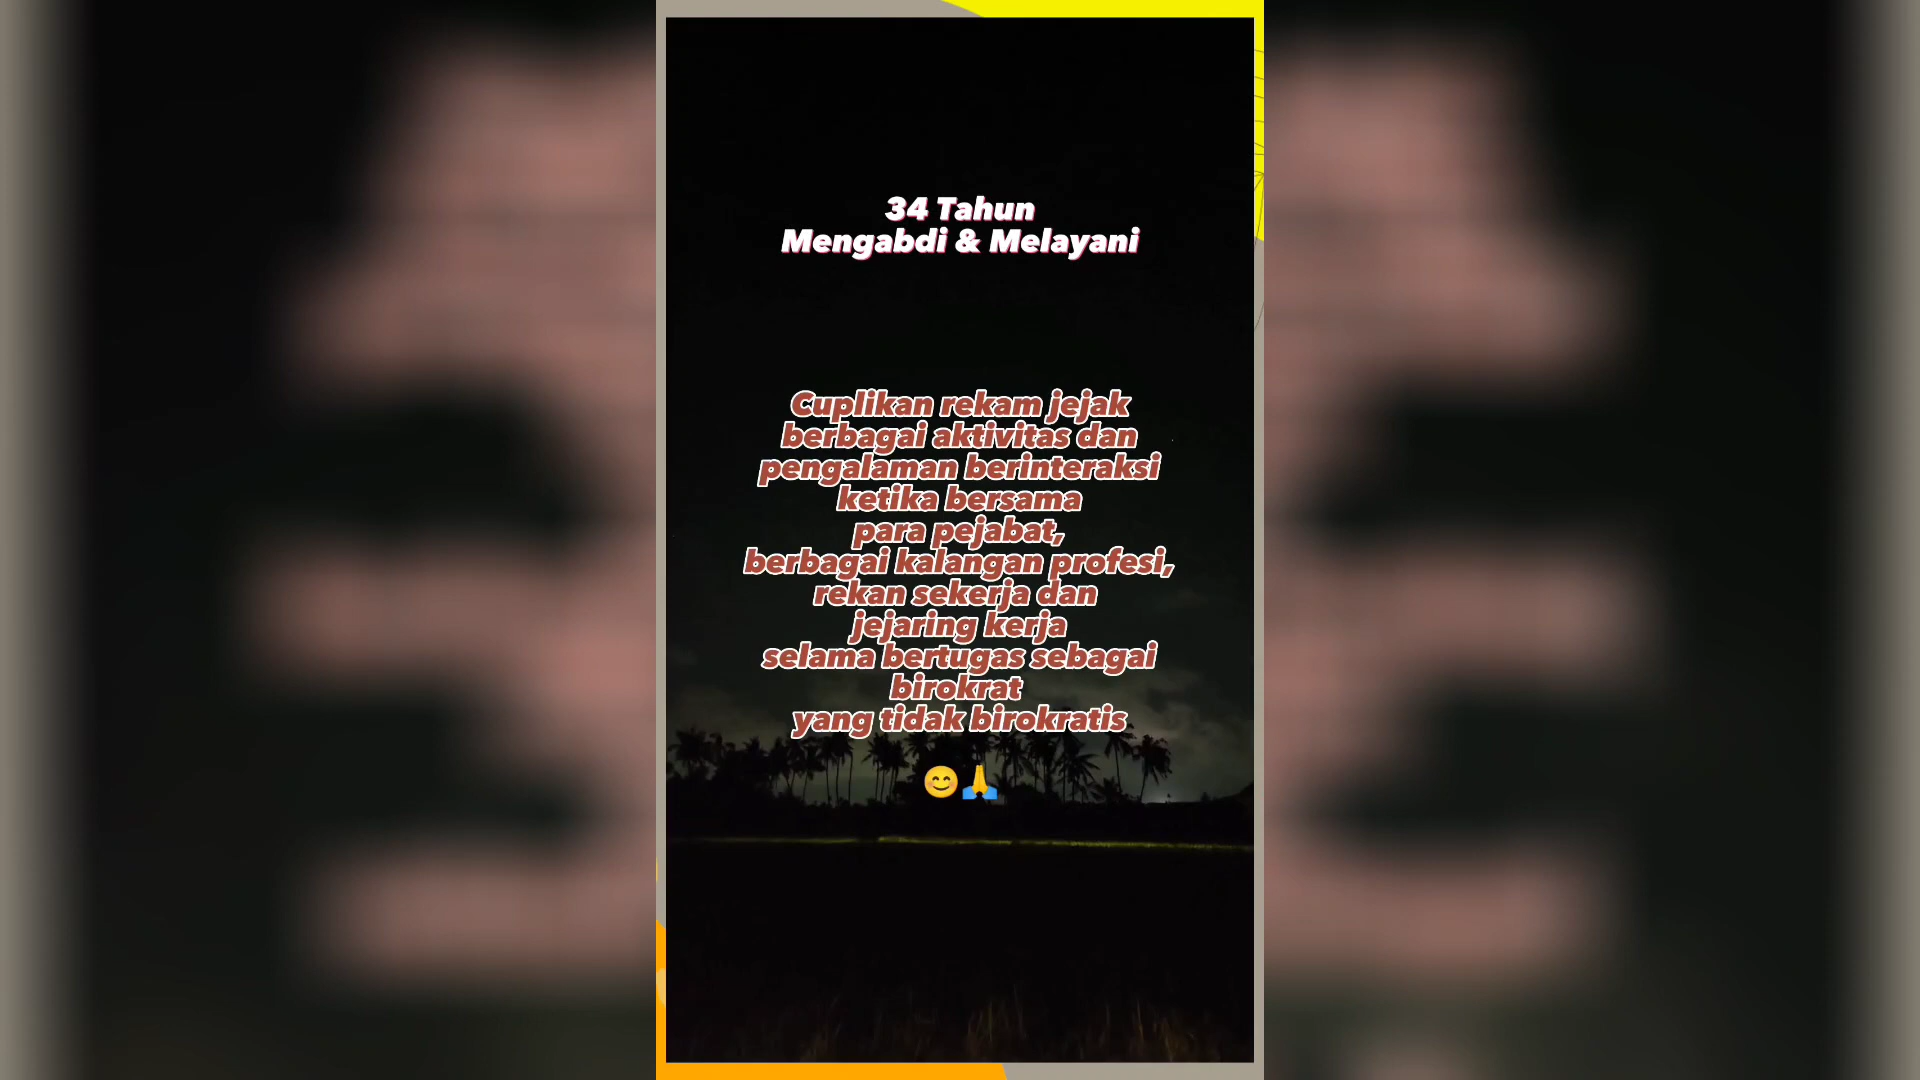 34 Tahun
Mengabdi & Melayani
Cuplikan rekam jejak
berbagai aktivitas dan
pengalaman berinteraksi
ketika bersama
para pejabat,
berbagai kalangan profesi,
rekan sekerja dan
jejaring kerja
selama bertugas sebagai
birokrat
yang tidak birokratis
😊🙏